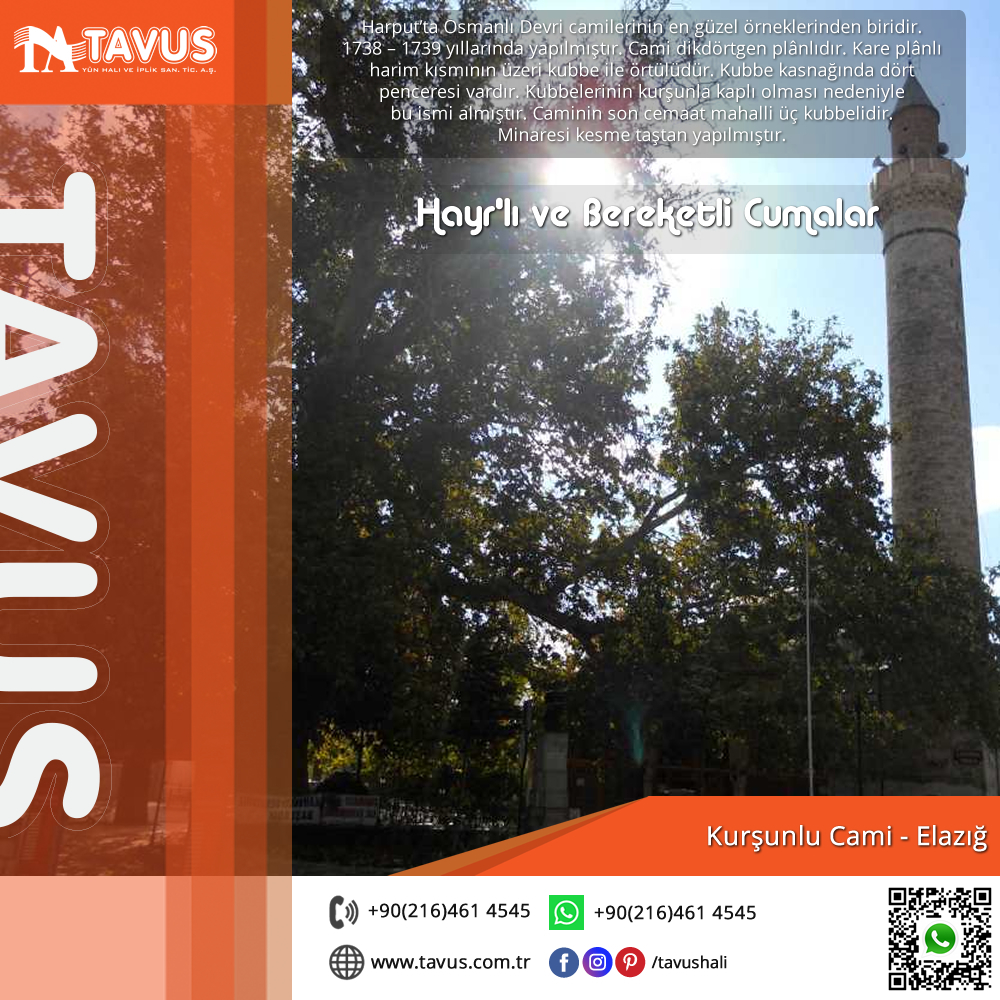 TAVUS
YÜN HALI VE İPLİK SAN. TİC. A.Ş.
Harput'ta Osmanlı Devri camilerinin en güzel örneklerinden biridir.
1738 – 1739 yıllarında yapılmıştır. Cami dikdörtgen plânlıdır. Kare plânlı
harim kısmının üzeri kubbe ile örtülüdür. Kubbe kasnağında dört
penceresi vardır. Kubbelerinin kurşunla kaplı olması nedeniyle
bu ismi almıştır. Caminin son cemaat mahalli üç kubbelidir.
Minaresi kesme taştan yapılmıştır.
Hayr'lı ve Bereketli Cumalar
TAVUS
Kurşunlu Cami - Elazığ
+90(216)461 4545
+90(216)461 4545
www.tavus.com.tr
/tavushali